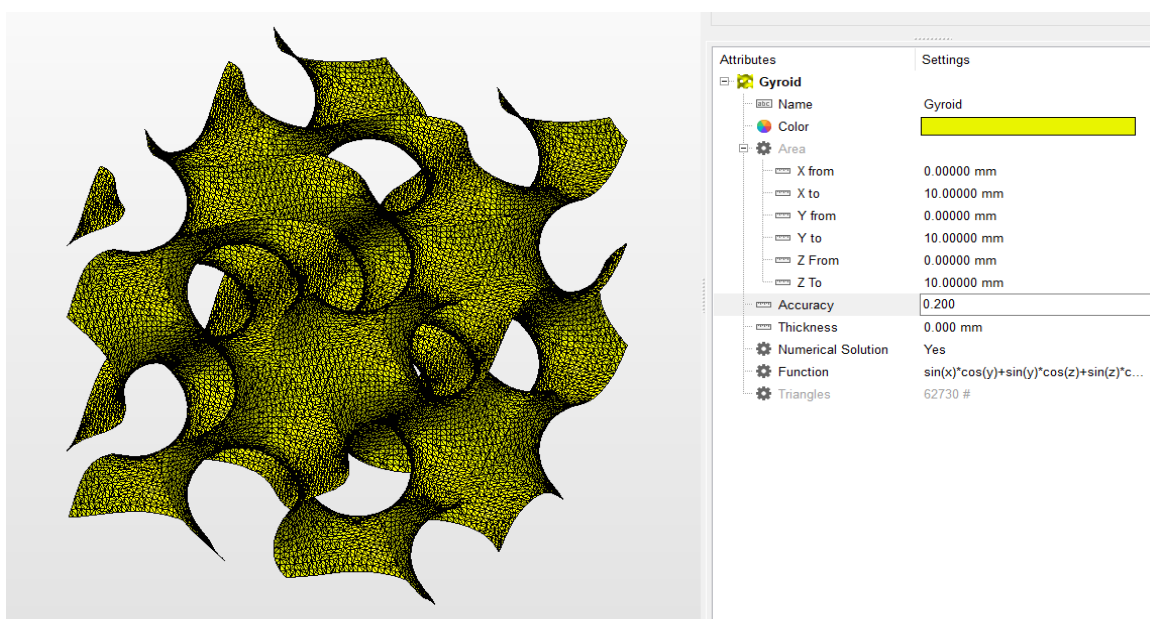 Attributes Settings
Gyroid
abc Name Gyroid
Color
Area
X from 0.00000 mm
X to 10.00000 mm
Y from 0.00000 mm
Y to 10.00000 mm
Z From 0.00000 mm
Z To 10.00000 mm
Accuracy 0.200
Thickness 0.000 mm
Numerical Solution Yes
Function sin(x)*cos(y)+sin(y)*cos(z)+sin(z)*c...
Triangles 62730 #